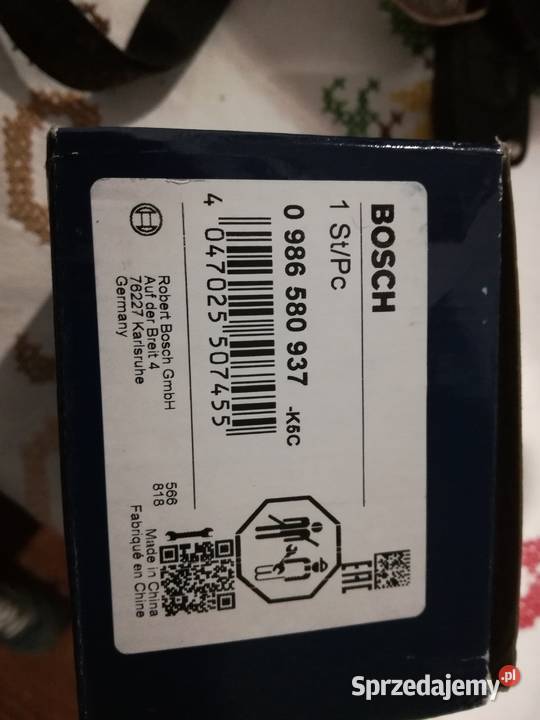 BOSCH
1 St/Pc
0 986 580 937 -K5C
4 047025 507455
Robert Bosch GmbH
Auf der Breit 4
76227 Karlsruhe
Germany
566
818
Made in China
Fabriqué en Chine
EAC
Sprzedajemy.pl